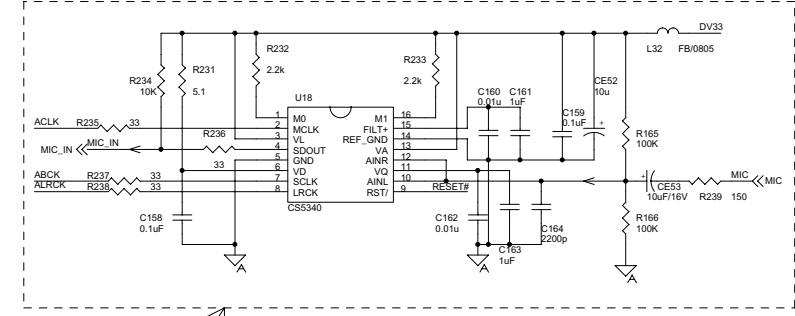 DV33
L32 FB/0805
R232
2.2k
R233
2.2k
R234
10K
R231
5.1
CE52
10u
C160
0.01u
C161
1uF
C159
0.1uF
U18
ACLK R235 33
1 M0 M1 16
2 MCLK FILT+ 15
3 VL REF_GND 14
4 SDOUT VA 13
5 GND AINR 12
6 VD VQ 11
7 SCLK AINL 10
8 LRCK RST/ 9
CS5340
RESET#
R236
33
MIC_IN MIC_IN
ABCK R237 33
ALRCK R238 33
R165
100K
CE53
10uF/16V
R239
150
MIC MIC
R166
100K
C158
0.1uF
C162
0.01u
C163
1uF
C164
2200p
A
A
A